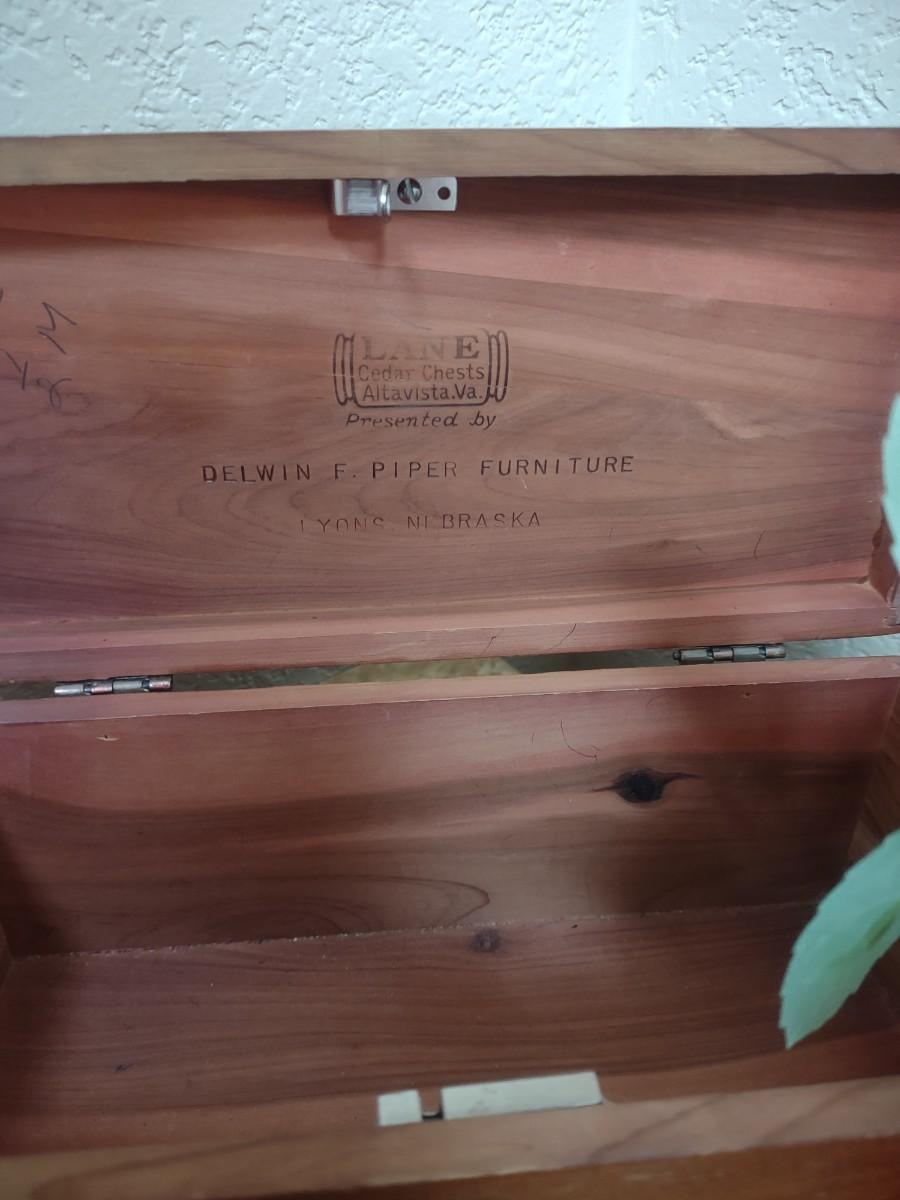 LANE
Cedar Chests
Altavista.Va.
Presented by
DELWIN F. PIPER FURNITURE
LYONS NEBRASKA